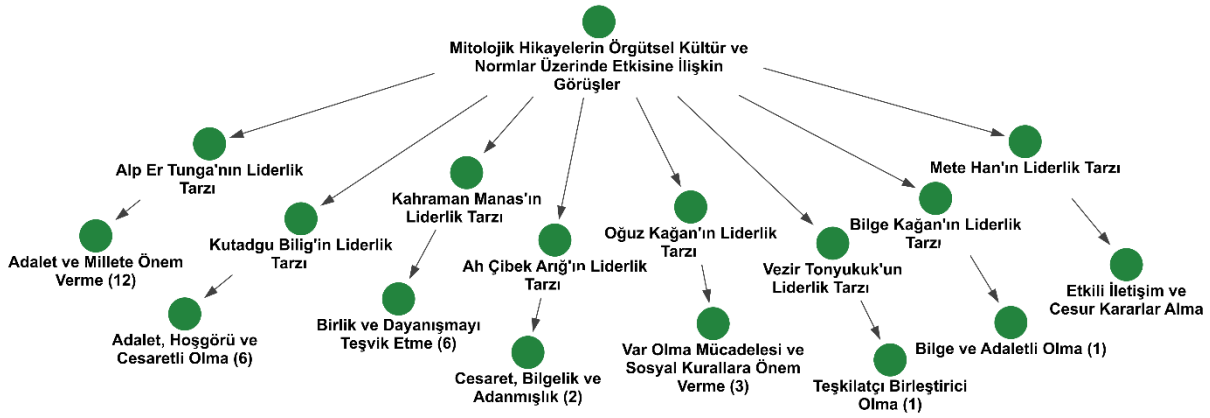 Mitolojik Hikayelerin Örgütsel Kültür ve
Normlar Üzerinde Etkisine İlişkin
Görüşler
Alp Er Tunga'nın Liderlik
Tarzı
Adalet ve Millete Önem
Verme (12)
Kutadgu Bilig'in Liderlik
Tarzı
Adalet, Hoşgörü ve
Cesaretli Olma (6)
Kahraman Manas'ın
Liderlik Tarzı
Birlik ve Dayanışmayı
Teşvik Etme (6)
Ah Çibek Arığ'ın Liderlik
Tarzı
Cesaret, Bilgelik ve
Adanmışlık (2)
Oğuz Kağan'ın Liderlik
Tarzı
Var Olma Mücadelesi ve
Sosyal Kurallara Önem
Verme (3)
Vezir Tonyukuk'un
Liderlik Tarzı
Teşkilatçı Birleştirici
Olma (1)
Bilge Kağan'ın Liderlik
Tarzı
Bilge ve Adaletli Olma (1)
Mete Han'ın Liderlik Tarzı
Etkili İletişim ve
Cesur Kararlar Alma